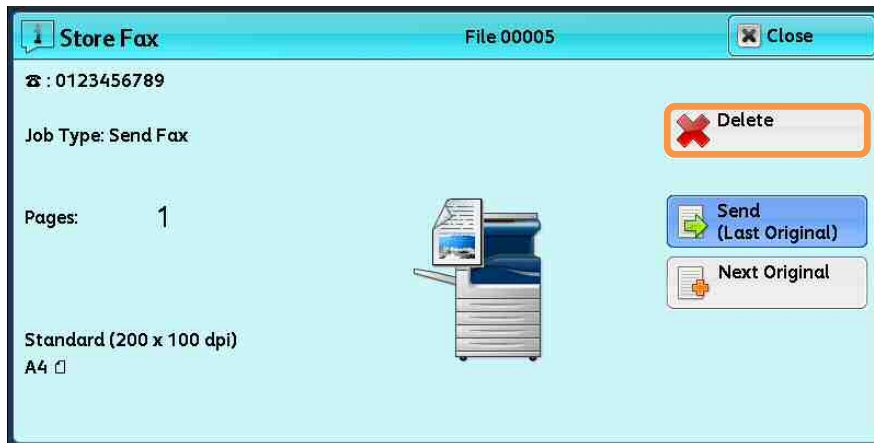 Store Fax
File 00005
Close
☎ : 0123456789
Delete
Job Type: Send Fax
Pages: 1
Send
(Last Original)
Next Original
Standard (200 x 100 dpi)
A4